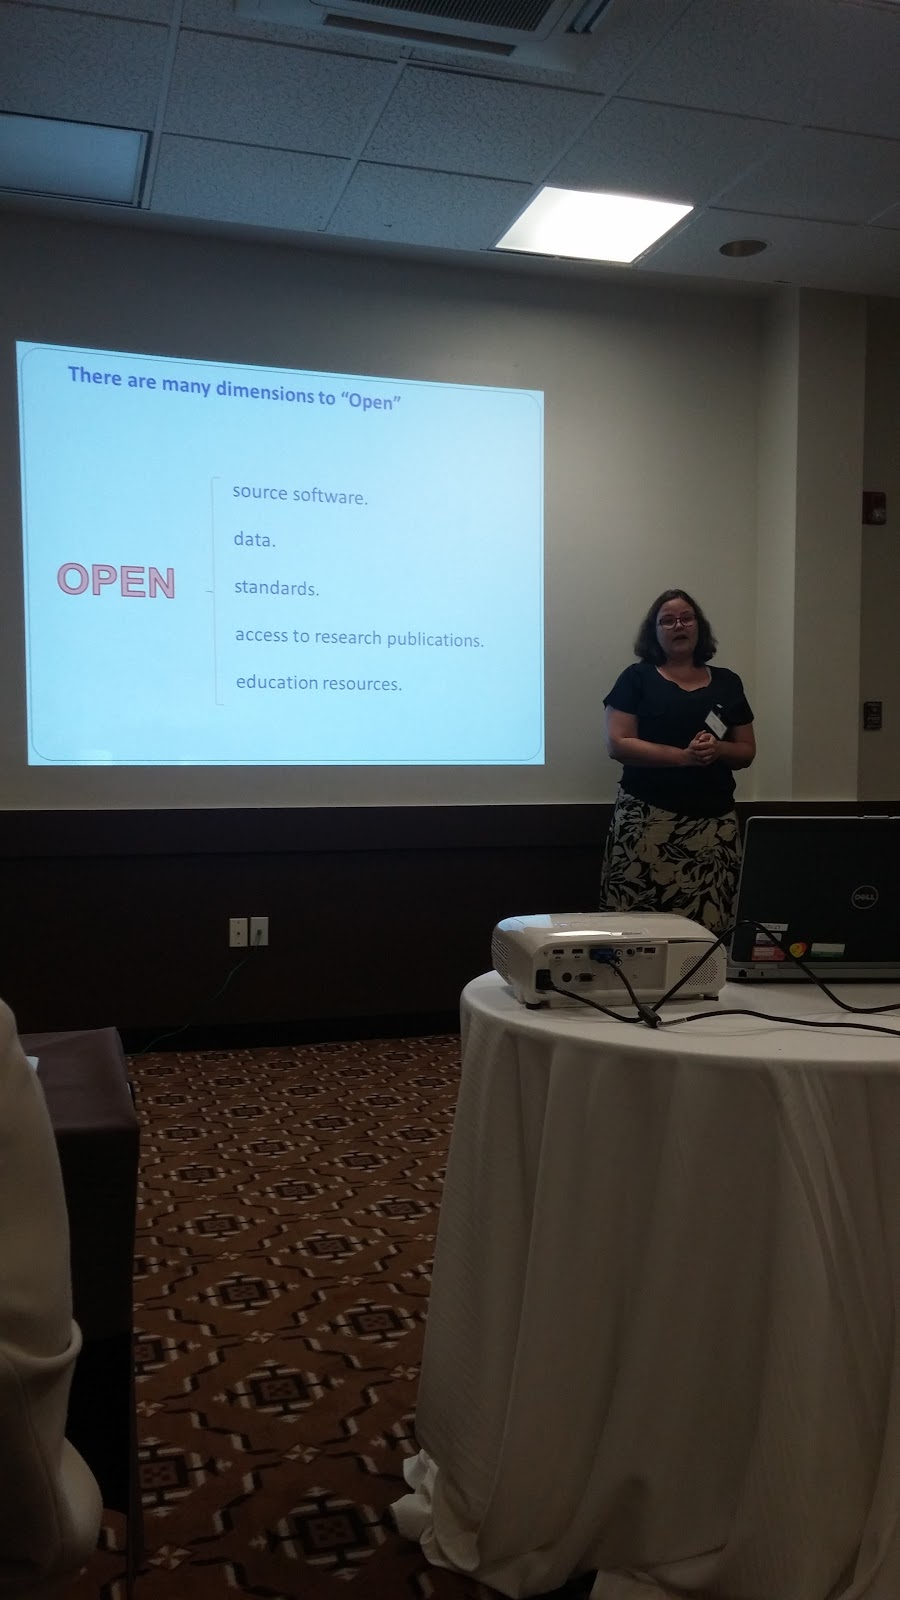 There are many dimensions to “Open”
OPEN
source software.
data.
standards.
access to research publications.
education resources.
DELL